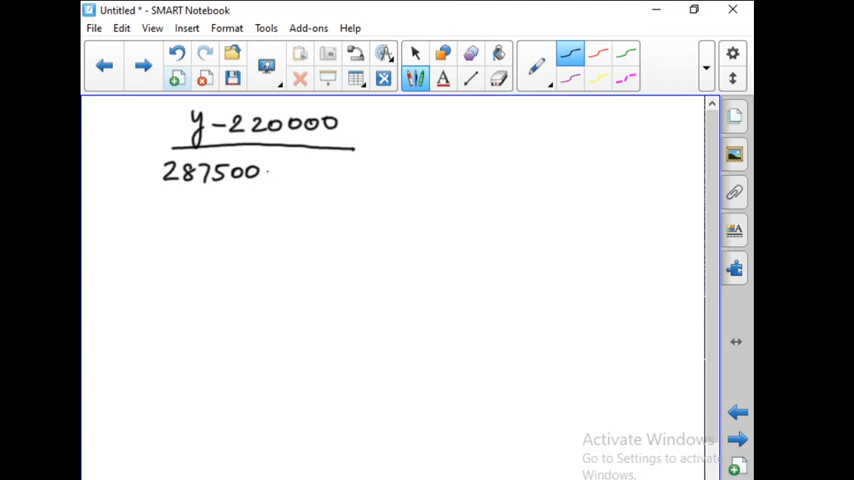 Untitled * - SMART Notebook
File Edit View Insert Format Tools Add-ons Help
y - 220000
287500
Activate Windows
Go to Settings to activate
Windows.